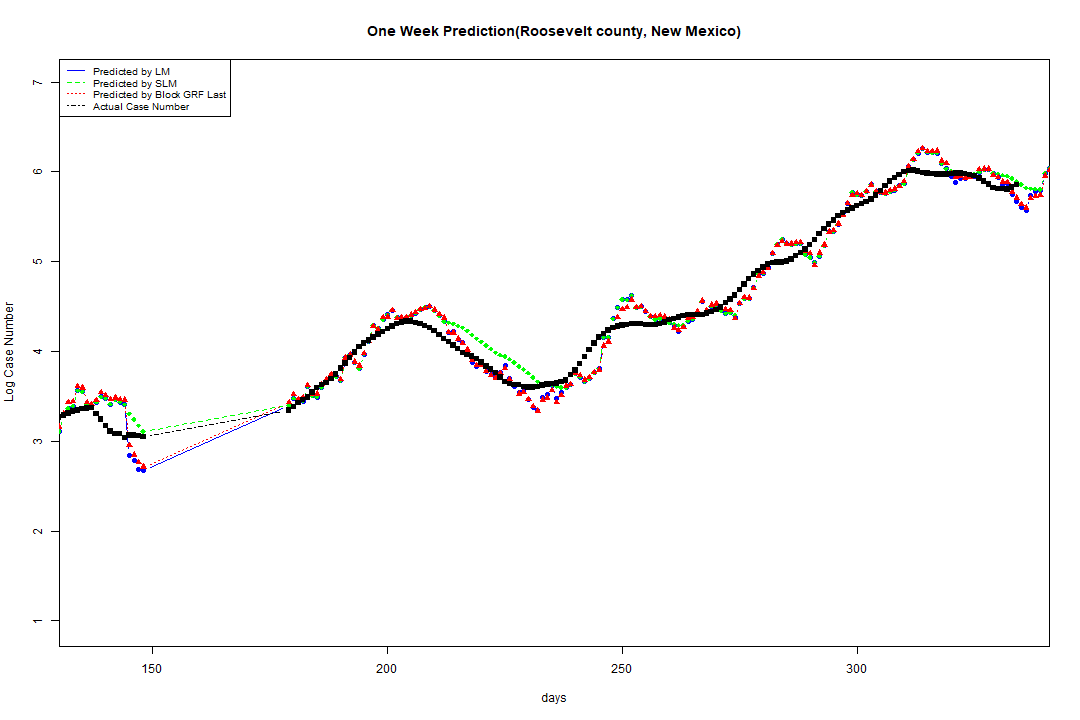 One Week Prediction(Roosevelt county, New Mexico)
Predicted by LM
Predicted by SLM
Predicted by Block GRF Last
Actual Case Number
7
6
5
4
3
2
1
Log Case Number
150
200
250
300
days